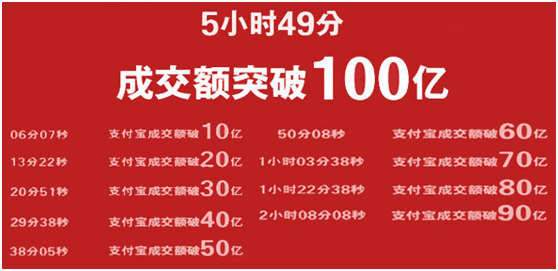 5小时49分
成交额突破100亿
06分07秒 支付宝成交额破10亿
13分22秒 支付宝成交额破20亿
20分51秒 支付宝成交额破30亿
29分38秒 支付宝成交额破40亿
38分05秒 支付宝成交额破50亿
50分08秒 支付宝成交额破60亿
1小时03分38秒 支付宝成交额破70亿
1小时22分38秒 支付宝成交额破80亿
2小时08分08秒 支付宝成交额破90亿